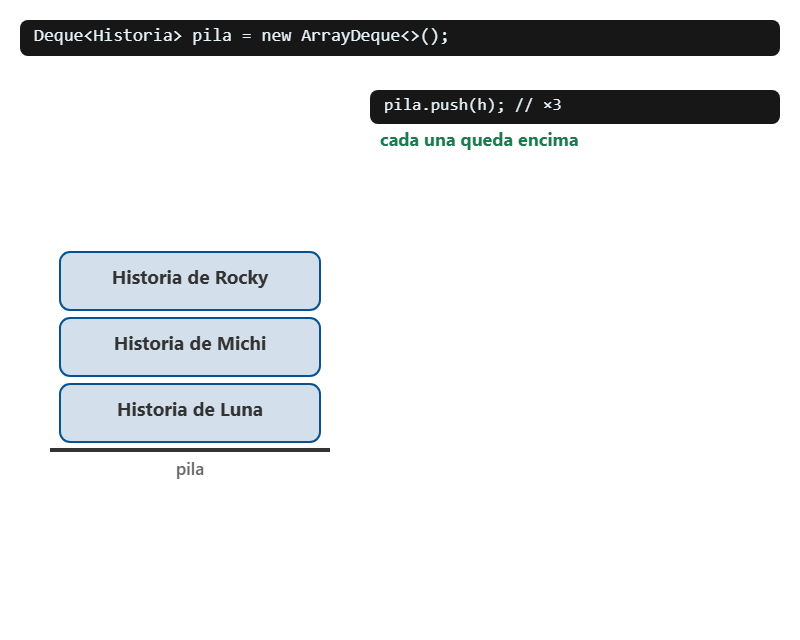 Deque<Historia> pila = new ArrayDeque<>();
pila.push(h); // ×3
cada una queda encima
Historia de Rocky
Historia de Michi
Historia de Luna
pila